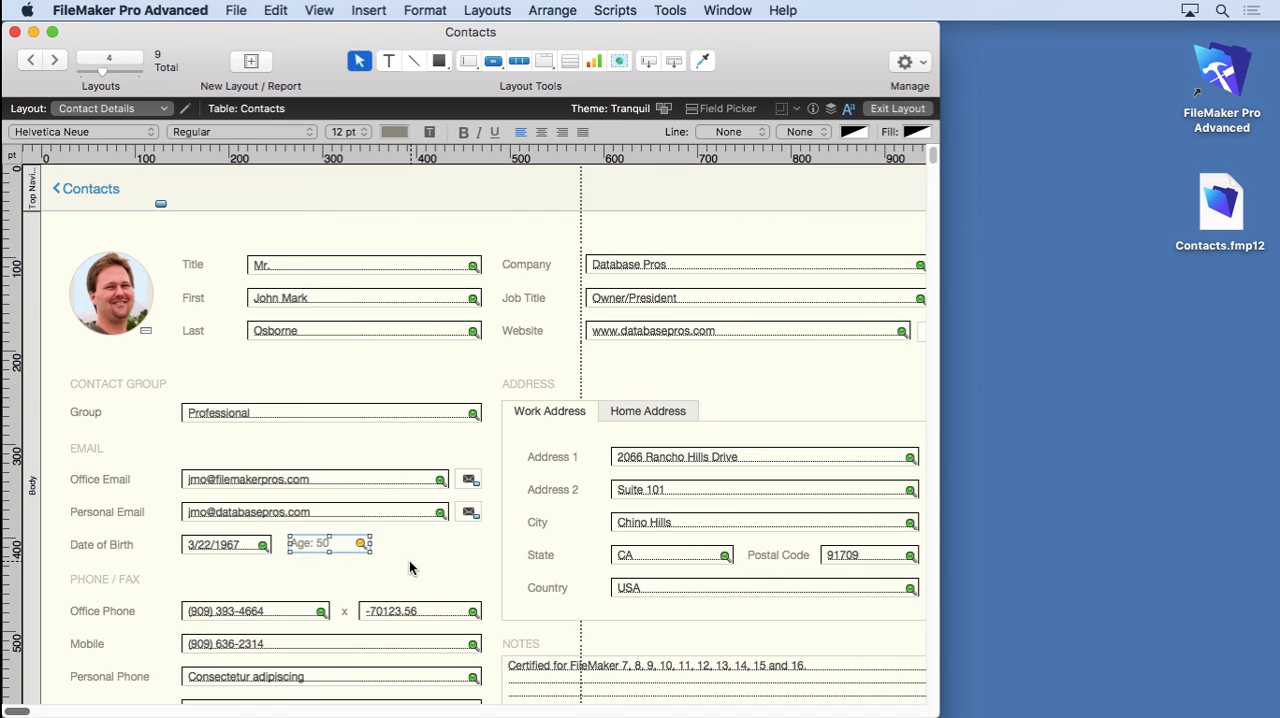 FileMaker Pro Advanced File Edit View Insert Format Layouts Arrange Scripts Tools Window Help
Contacts
4
9
Total
Layouts
New Layout / Report
Layout Tools
Manage
Layout: Contact Details Table: Contacts Theme: Tranquil Field Picker Exit Layout
Helvetica Neue Regular 12 pt B I U Line: None None Fill:
pt 0 100 200 300 400 500 600 700 800 900
0
100
200
300
400
500
Top Navi...
Body
Contacts
Title Mr. Company Database Pros
First John Mark Job Title Owner/President
Last Osborne Website www.databasepros.com
CONTACT GROUP ADDRESS
Group Professional
Work Address Home Address
EMAIL
Address 1 2066 Rancho Hills Drive
Office Email jmo@filemakerpros.com
Address 2 Suite 101
Personal Email jmo@databasepros.com
City Chino Hills
Date of Birth 3/22/1967 Age: 50
State CA Postal Code 91709
PHONE / FAX
Country USA
Office Phone (909) 393-4664 x -70123.56
Mobile (909) 636-2314
NOTES
Certified for FileMaker 7, 8, 9, 10, 11, 12, 13, 14, 15 and 16.
Personal Phone Consectetur adipiscing
FileMaker Pro
Advanced
Contacts.fmp12